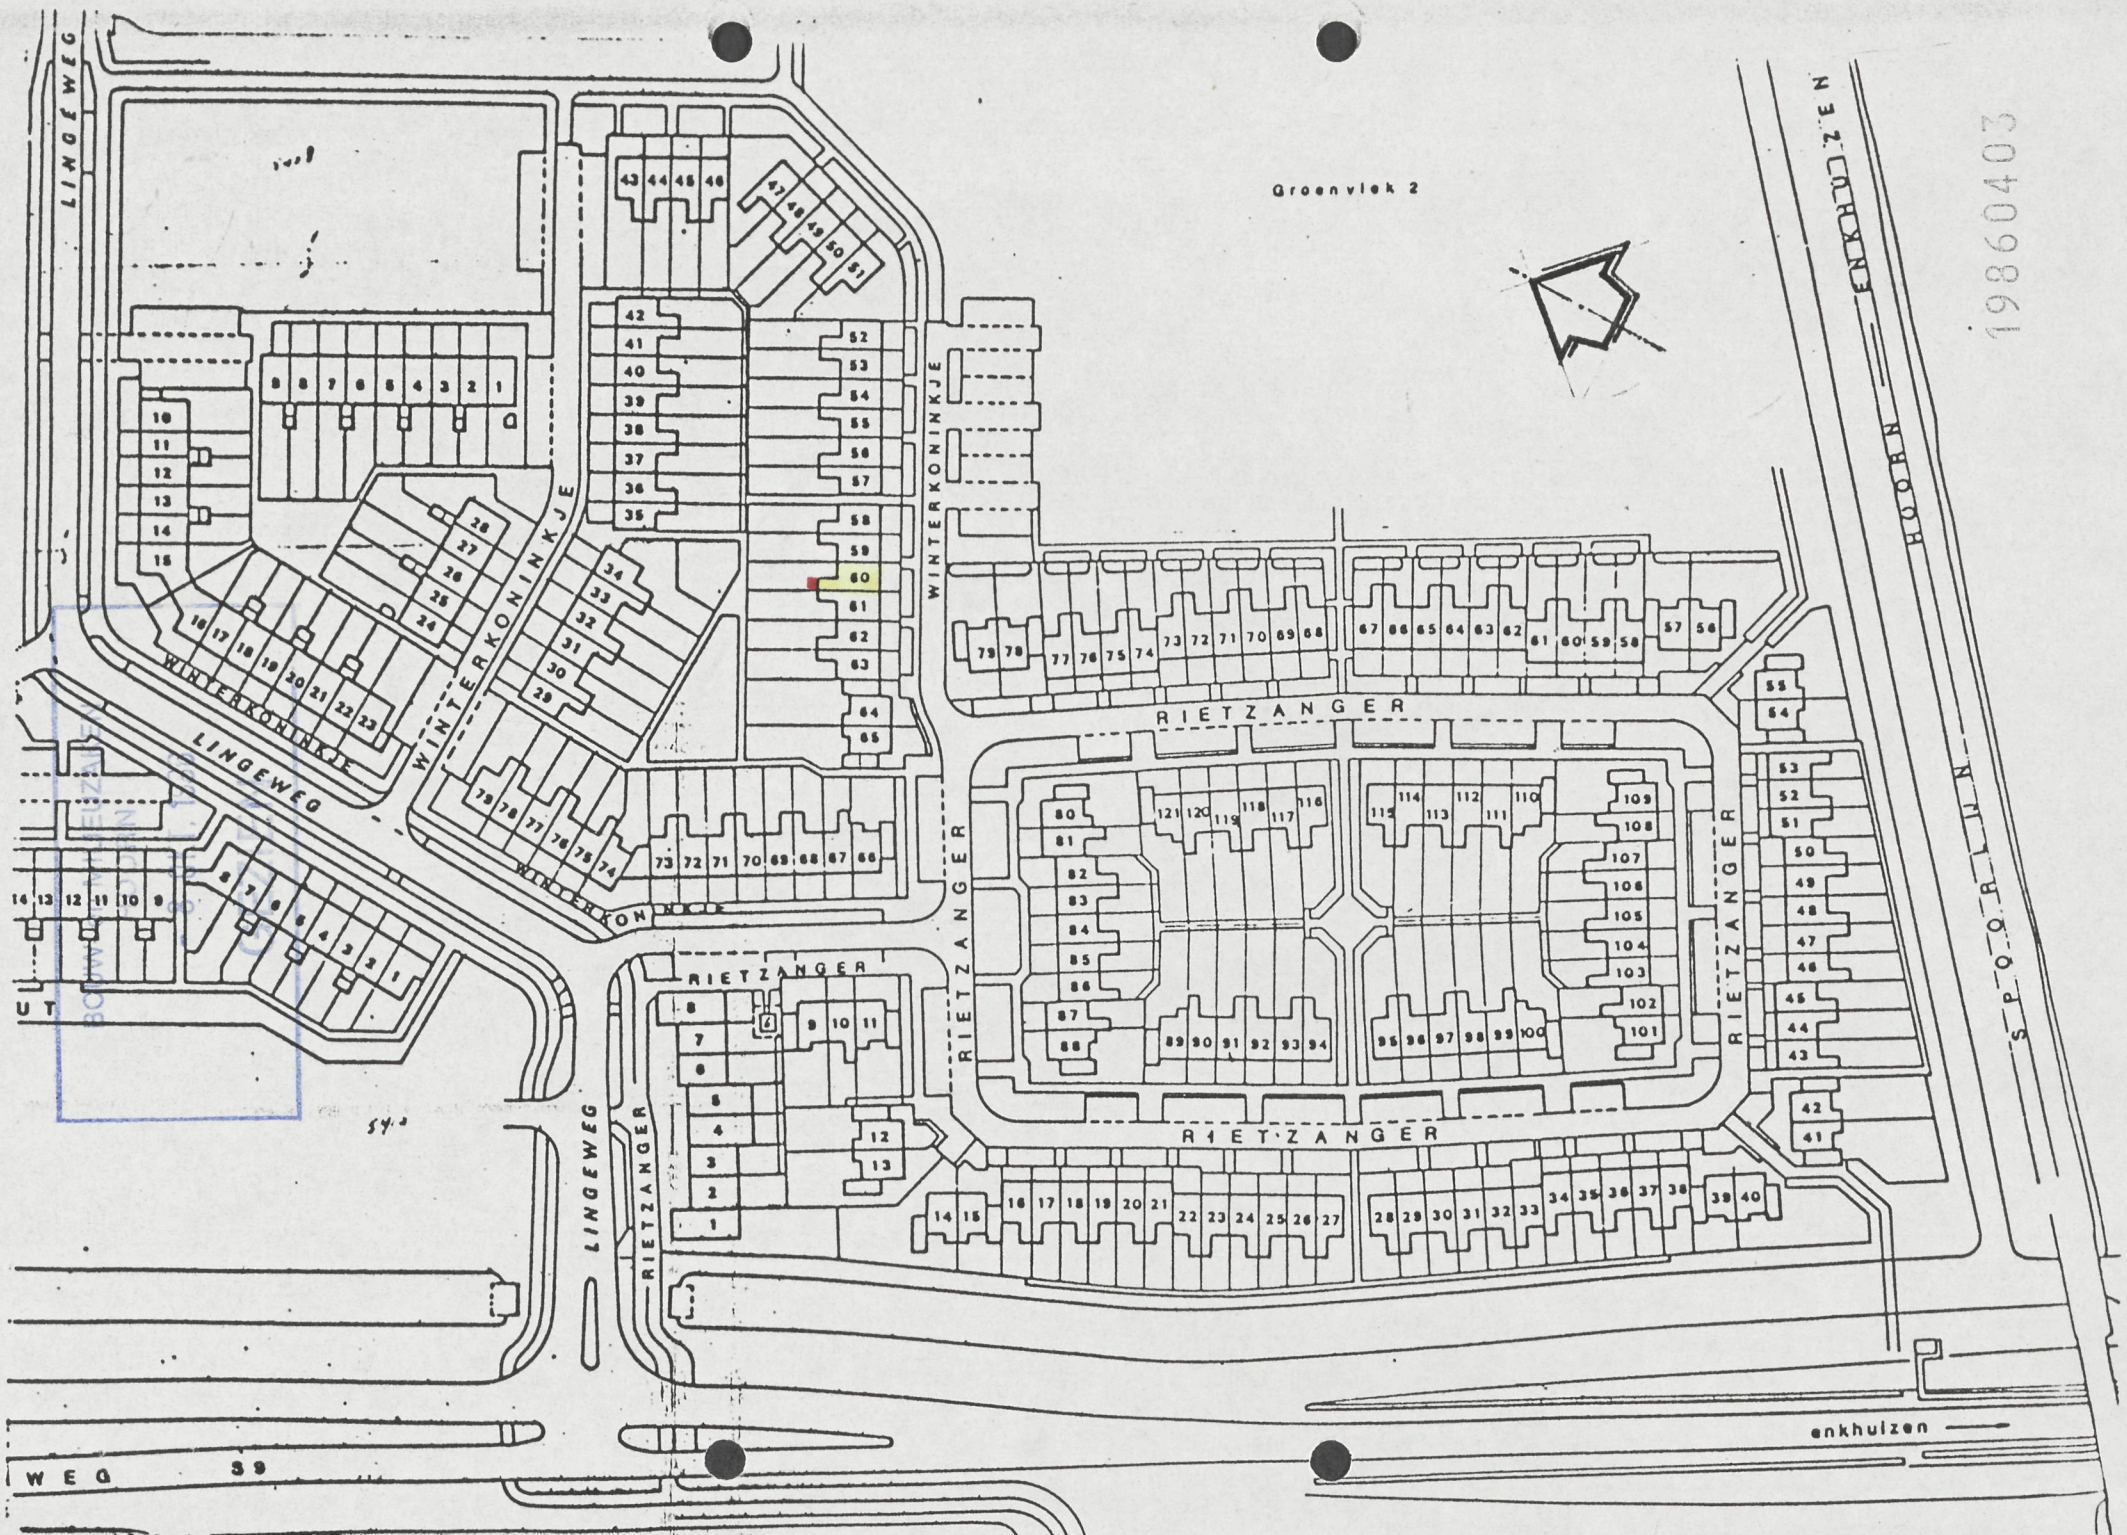 LINGEWEG
19860403
Groenvlek 2
SPOORLIJN HOORN — ENKHUIZEN
43 44 45 46
47 48 49 50 51
42
41
40
39
38
37
36
35
52
53
54
55
56
57
58
59
60
61
62
63
64
65
WINTERKONINKJE
9 8 7 6 5 4 3 2 1
10
11
12
13
14
15
28
27
26
25
24
WINTERKONINKJE
34
33
32
31
30
29
16 17 18 19 20 21 22 23
WINTERKONINKJE
LINGEWEG
79 78 77 76 75 74 73 72 71 70 69 68 67 66 65 64 63 62 61 60 59 58 57 56
RIETZANGER
55
54
53
52
51
50
49
48
47
46
45
44
43
42
41
RIETZANGER
79 78 77 76 75 74
73 72 71 70 69 68 67 66
WINTERKONINKJE
80
81
82
83
84
85
86
87
88
121 120 119 118 117 116
115 114 113 112 111 110
109
108
107
106
105
104
103
102
101
89 90 91 92 93 94
95 96 97 98 99 100
RIETZANGER
14 13 12 11 10 9
8 7 6 5 4 3 2 1
UT
BOUW
HOORN
RIETZANGER
8
7
6
5
4
3
2
1
9 10 11
12
13
RIETZANGER
LINGEWEG
RIETZANGER
14 15 16 17 18 19 20 21 22 23 24 25 26 27
28 29 30 31 32 33 34 35 36 37 38 39 40
enkhuizen
WEG S9